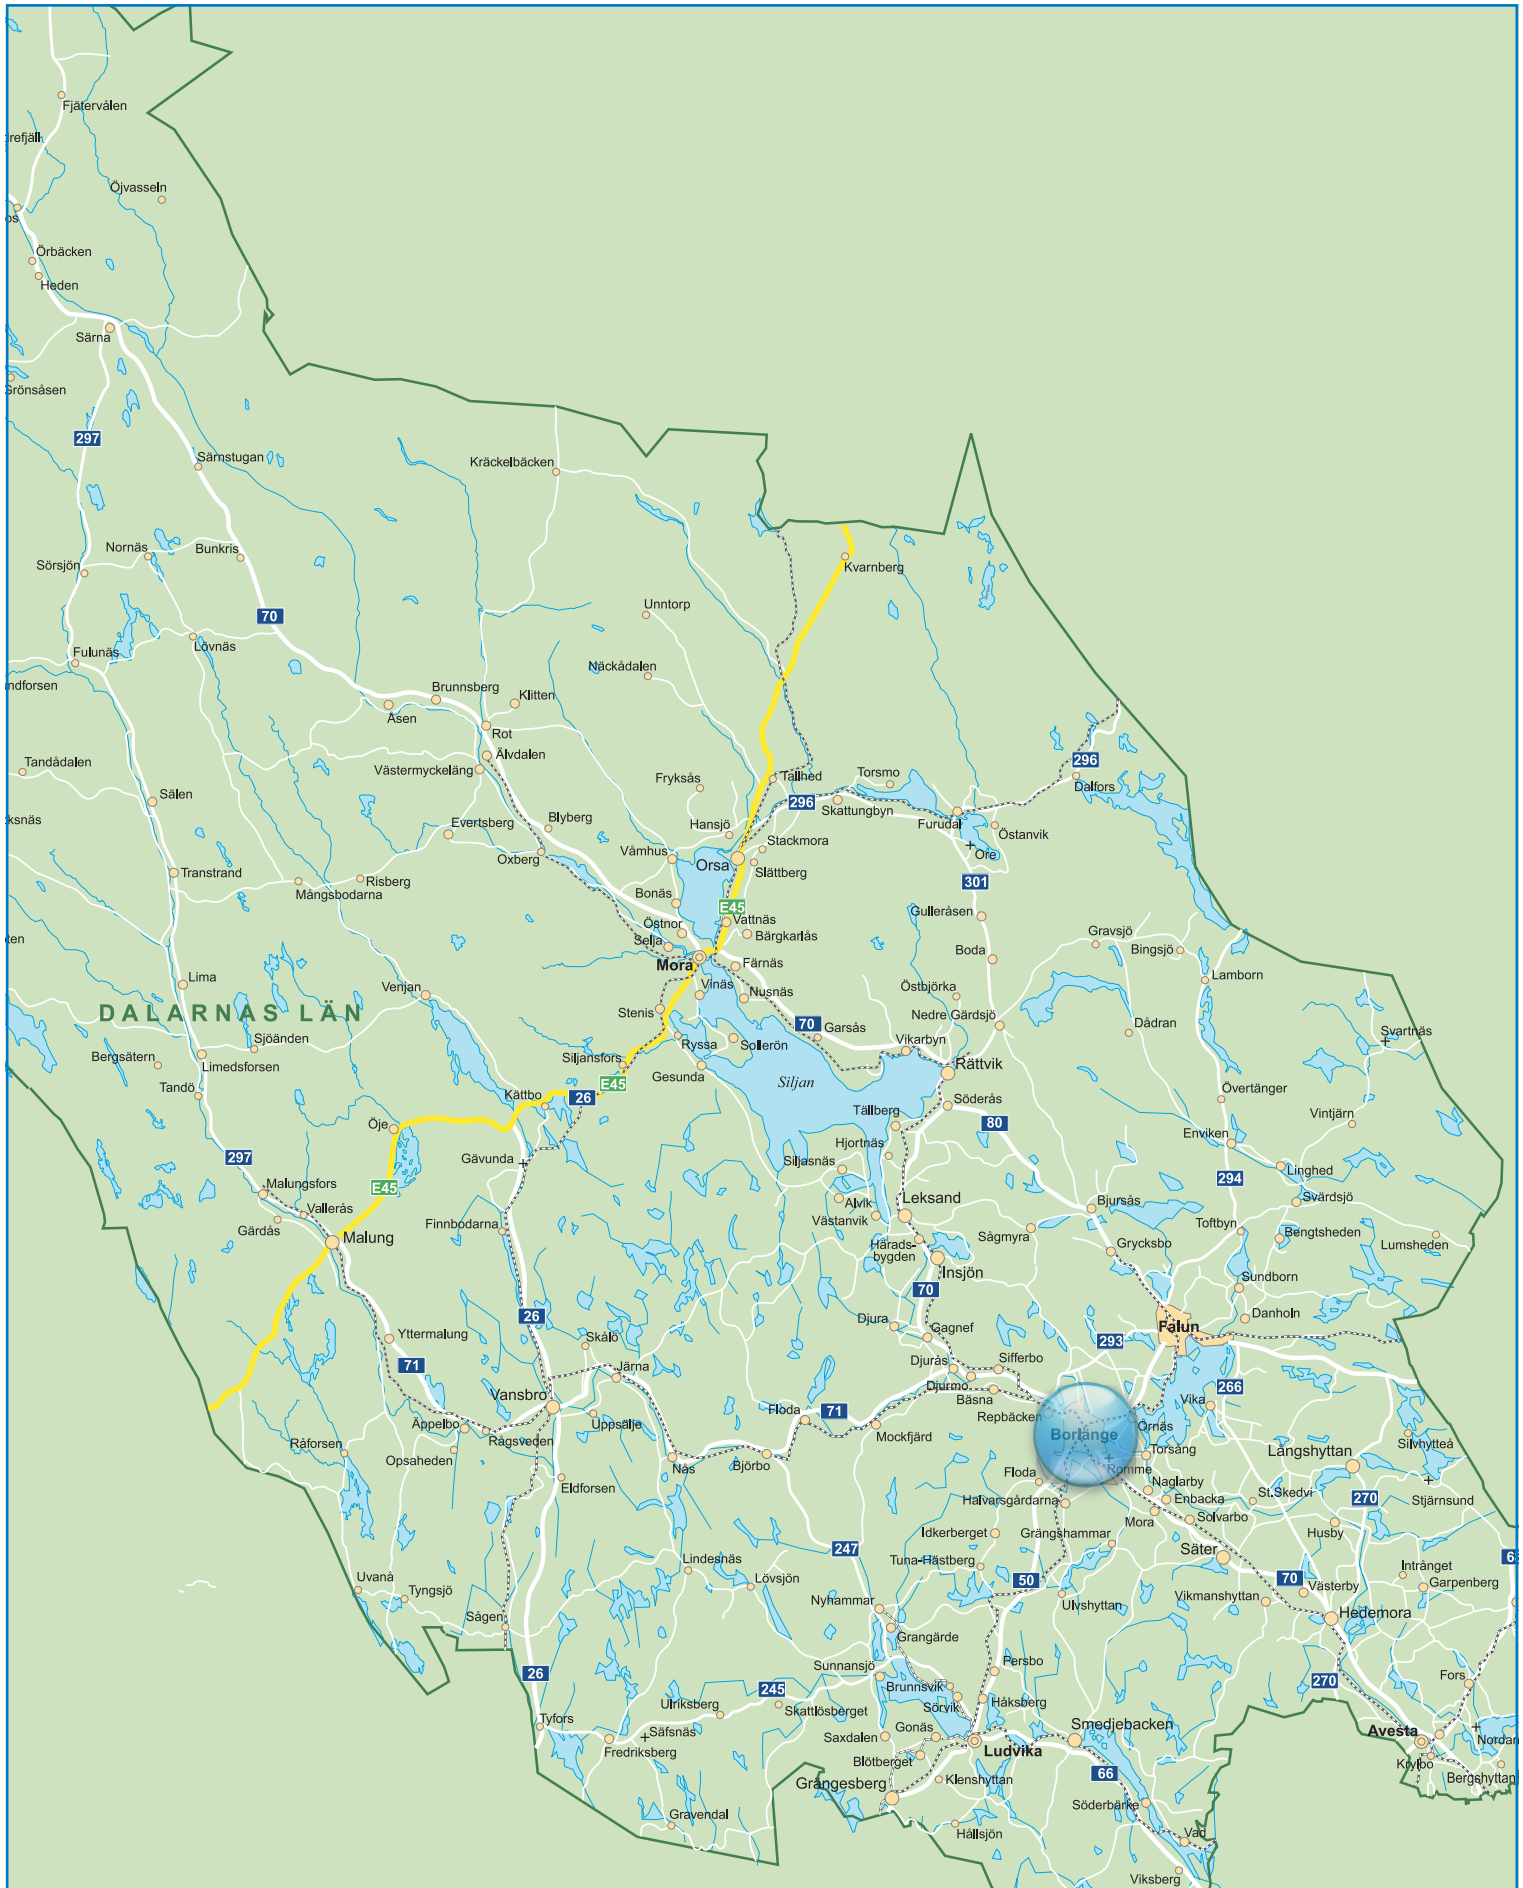 Fjätervålen
refjäll
Öjvasseln
os
Örbäcken
Heden
Särna
Grönsåsen
297
Särnstugan
Kräckelbäcken
Nornäs
Bunkris
Sörsjön
Kvarnberg
70
Unntorp
Lövnäs
Fulunäs
Näckådalen
ndforsen
Brunnsberg
Klitten
Åsen
Rot
Älvdalen
296
Tandådalen
Västermyckeläng
Fryksås
Tallhed
Torsmo
Dalfors
Sälen
296
Skattungbyn
ksnäs
Evertsberg
Blyberg
Hansjö
Furudal
Östanvik
Stackmora
Oxberg
Våmhus
Orsa
Ore
Slättberg
Transtrand
Risberg
Mångsbodarna
301
Bonäs
E45
Gulleråsen
Östnor
Vattnäs
Selja
Bärgkarlås
Gravsjö
ten
Boda
Bingsjö
Mora
Färnäs
Lima
Venjan
Vinäs
Nusnäs
Östbjörka
Lamborn
DALARNAS LÄN
Stenis
70
Garsås
Nedre Gärdsjö
Dådran
Svartnäs
Sjöänden
Ryssa
Sollerön
Vikarbyn
Bergsätern
Limedsforsen
Siljansfors
Gesunda
Rättvik
Tandö
E45
Siljan
Övertänger
Kättbo
26
Söderås
Vintjärn
Öje
Tällberg
80
Enviken
297
Gävunda
Hjortnäs
Siljasnäs
Linghed
Malungsfors
E45
294
Vallerås
Alvik
Leksand
Bjursås
Svärdsjö
Gärdås
Finnbodarna
Västanvik
Sågmyra
Toftbyn
Malung
Härads-
bygden
Grycksbo
Bengtsheden
Lumsheden
Insjön
70
Sundborn
26
Danholn
Yttermalung
Skålö
Djura
Gagnef
293
Falun
71
Järna
Djurås
Sifferbo
Djurmo
Vansbro
Bäsna
266
Äppelbo
Uppsälje
Floda
71
Repbäcken
Vika
Rågsveden
Mockfjärd
Ornäs
Borlänge
Råforsen
Opsaheden
Nås
Björbo
Torsång
Långshyttan
Silvhytteå
Romme
Eldforsen
Floda
Naglarby
St.Skedvi
Halvarsgårdarna
Enbacka
270
Stjärnsund
Mora
Solvarbo
Idkerberget
Grängshammar
Husby
247
Säter
Lindesnäs
Tuna-Hästberg
Intrånget
Uvanå
Lövsjön
50
70
Västerby
Garpenberg
Tyngsjö
Nyhammar
Ulvshyttan
Vikmanshyttan
Sågen
Grangärde
Hedemora
Sunnansjö
Persbo
26
Brunnsvik
Fors
245
Ulriksberg
Skattlösberget
Sörvik
Håksberg
270
Tyfors
Säfsnäs
Saxdalen
Gonäs
Smedjebacken
Avesta
Fredriksberg
Blötberget
Ludvika
Nordan
Krylbo
Grängesberg
Klenshyttan
66
Bergshyttan
Söderbärke
Gravendal
Hällsjön
Vad
Viksberg